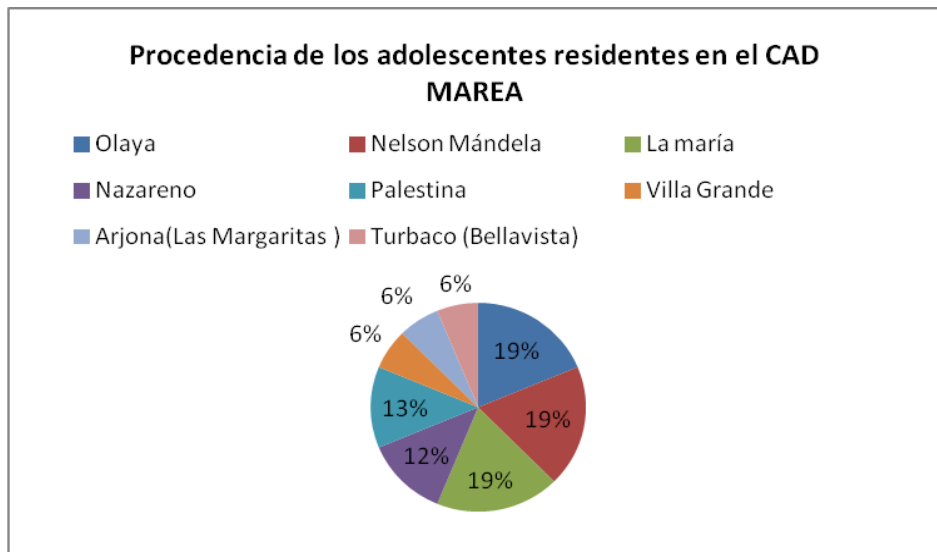 Procedencia de los adolescentes residentes en el CAD
MAREA
Olaya
Nelson Mándela
La maría
Nazareno
Palestina
Villa Grande
Arjona(Las Margaritas )
Turbaco (Bellavista)
6%
6%
6%
19%
13%
19%
12%
19%